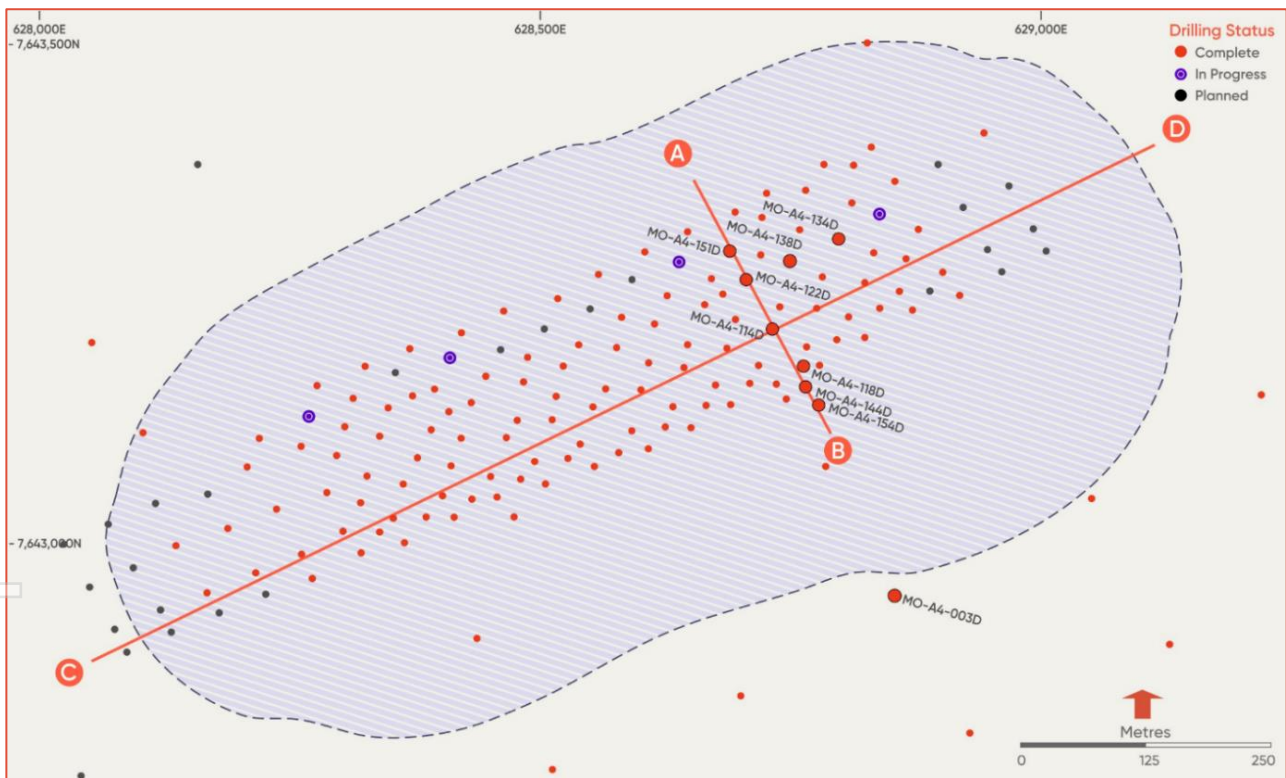 628,000E
628,500E
629,000E
- 7,643,500N
Drilling Status
Complete
In Progress
Planned
D
A
MO-A4-134D
MO-A4-138D
MO-A4-151D
MO-A4-122D
MO-A4-114D
MO-A4-118D
MO-A4-144D
MO-A4-154D
B
- 7,643,000N
MO-A4-003D
C
Metres
0 125 250